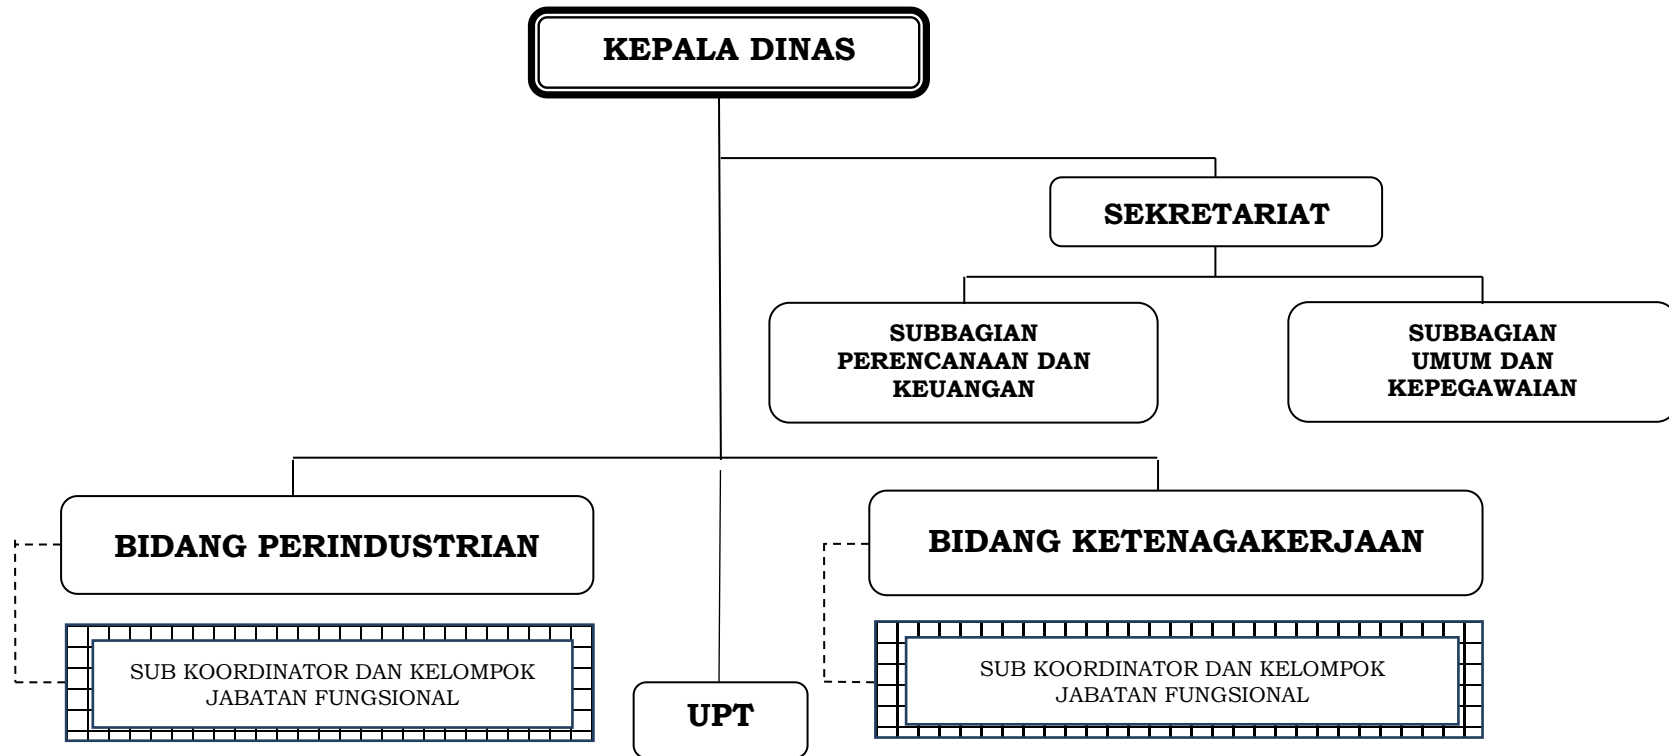 KEPALA DINAS
SEKRETARIAT
SUBBAGIAN
PERENCANAAN DAN
KEUANGAN
SUBBAGIAN
UMUM DAN
KEPEGAWAIAN
BIDANG PERINDUSTRIAN
BIDANG KETENAGAKERJAAN
SUB KOORDINATOR DAN KELOMPOK
JABATAN FUNGSIONAL
SUB KOORDINATOR DAN KELOMPOK
JABATAN FUNGSIONAL
UPT